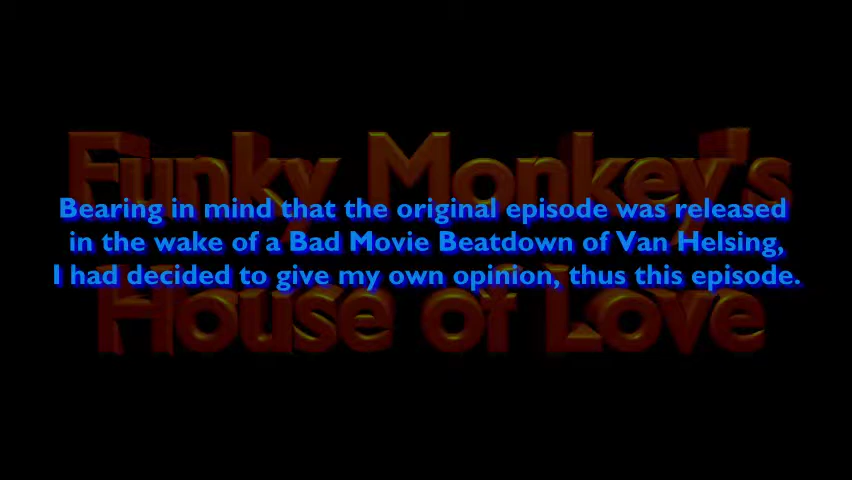 Funky Monkey's
Bearing in mind that the original episode was released
in the wake of a Bad Movie Beatdown of Van Helsing,
I had decided to give my own opinion, thus this episode.
House of Love